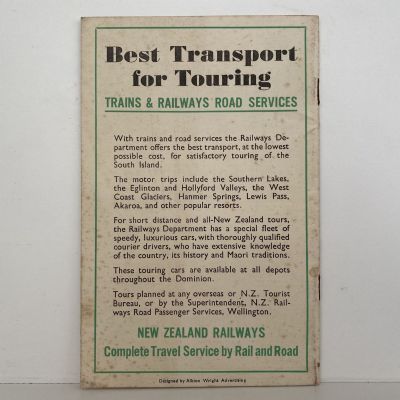 Best Transport
for Touring
TRAINS & RAILWAYS ROAD SERVICES
With trains and road services the Railways De-
partment offers the best transport, at the lowest
possible cost, for satisfactory touring of the
South Island.
The motor trips include the Southern Lakes,
the Eglinton and Hollyford Valleys, the West
Coast Glaciers, Hanmer Springs, Lewis Pass,
Akaroa, and other popular resorts.
For short distance and all-New Zealand tours,
the Railways Department has a special fleet of
speedy, luxurious cars, with thoroughly qualified
courier drivers, who have extensive knowledge
of the country, its history and Maori traditions.
These touring cars are available at all depots
throughout the Dominion.
Tours planned at any overseas or N.Z. Tourist
Bureau, or by the Superintendent, N.Z. Rail-
ways Road Passenger Services, Wellington.
NEW ZEALAND RAILWAYS
Complete Travel Service by Rail and Road
Designed by Albion Wright Advertising